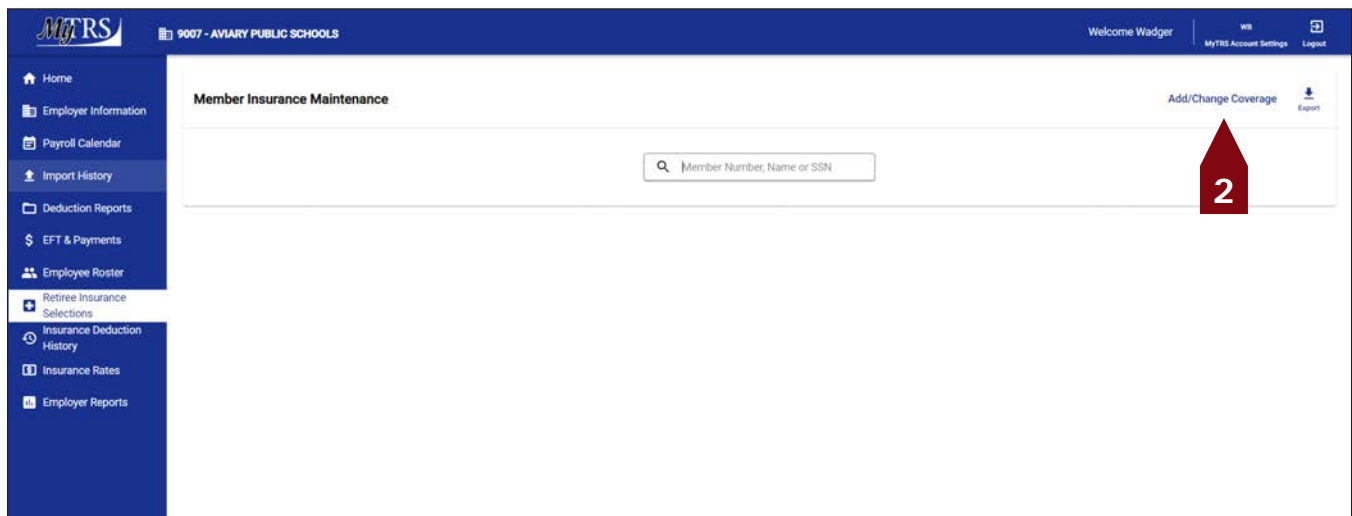 MyTRS
9007 - AVIARY PUBLIC SCHOOLS
Welcome Wadger
WB
MyTRS Account Settings
Logout
Home
Employer Information
Payroll Calendar
Import History
Deduction Reports
EFT & Payments
Employee Roster
Retiree Insurance
Selections
Insurance Deduction
History
Insurance Rates
Employer Reports
Member Insurance Maintenance
Add/Change Coverage
Export
Member Number, Name or SSN
2